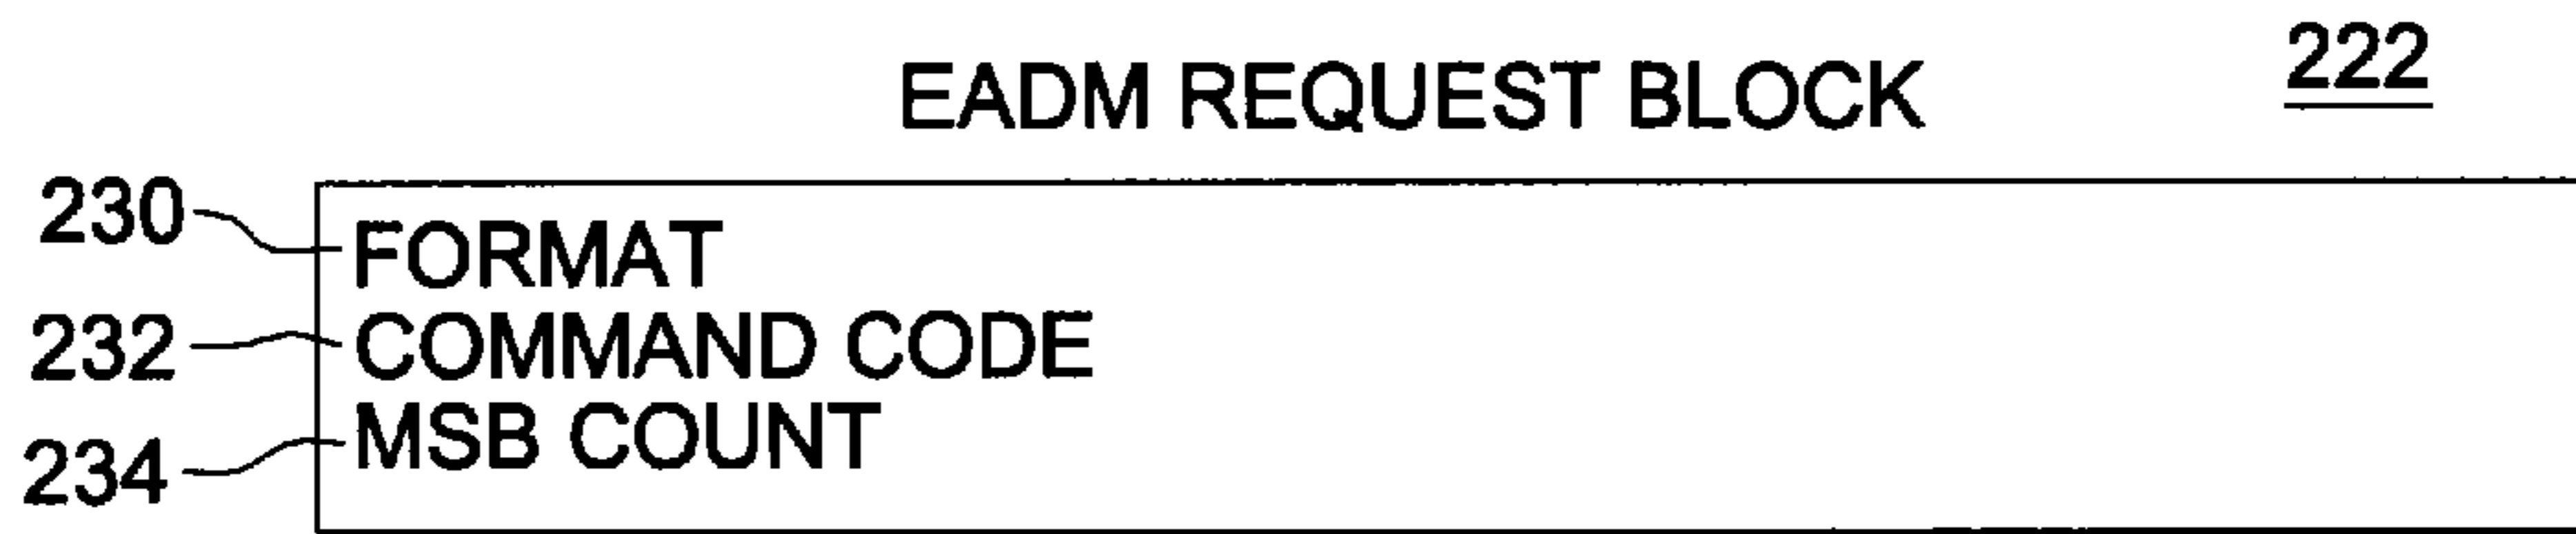 EADM REQUEST BLOCK 222
230 FORMAT
232 COMMAND CODE
234 MSB COUNT